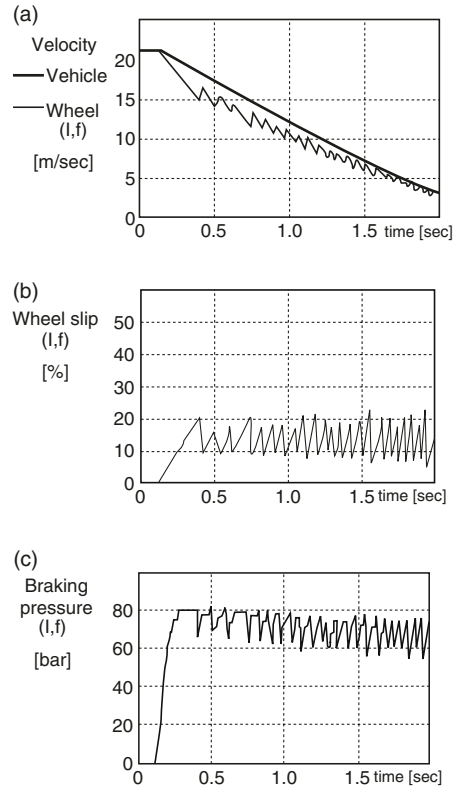 (a)
Velocity
Vehicle
Wheel
(I,f)
[m/sec]
20
15
10
5
0
0.5
1.0
1.5
time [sec]
(b)
Wheel slip
(I,f)
[%]
50
40
30
20
10
0
0
0.5
1.0
1.5
time [sec]
(c)
Braking
pressure
(I,f)
[bar]
80
60
40
20
0
0
0.5
1.0
1.5
time [sec]